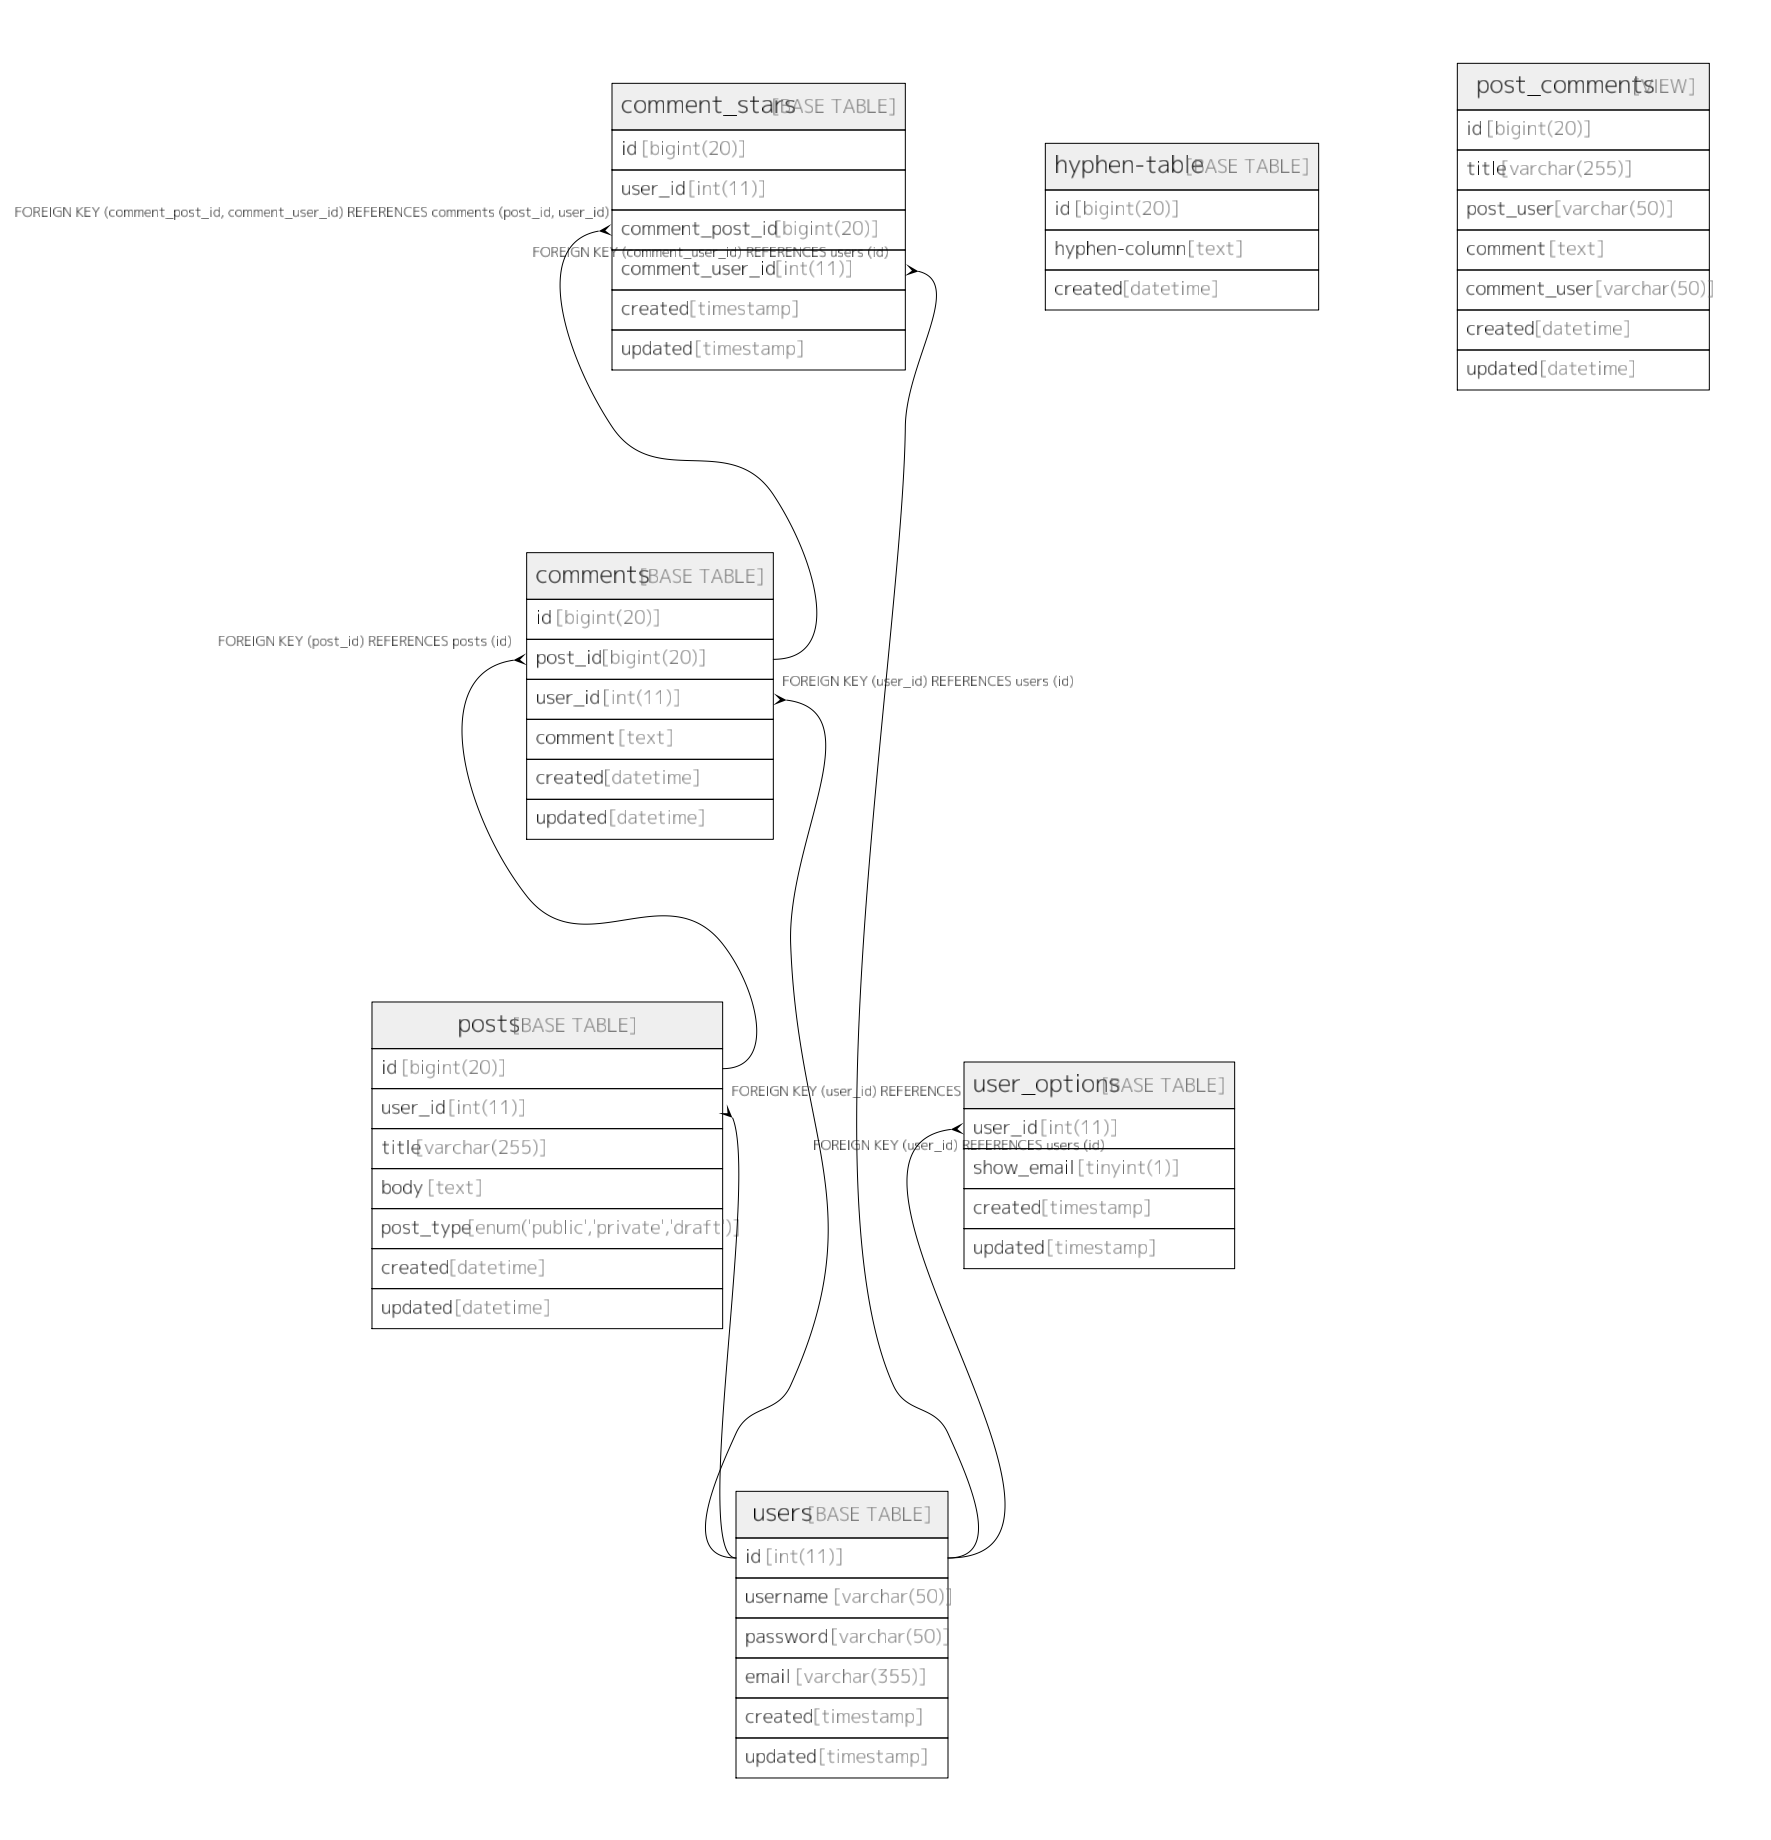 comment_stars [BASE TABLE]
id [bigint(20)]
user_id [int(11)]
FOREIGN KEY (comment_post_id, comment_user_id) REFERENCES comments (post_id, user_id)
comment_post_id [bigint(20)]
FOREIGN KEY (comment_user_id) REFERENCES users (id)
comment_user_id [int(11)]
created [timestamp]
updated [timestamp]
hyphen-table [BASE TABLE]
id [bigint(20)]
hyphen-column [text]
created [datetime]
post_comments [VIEW]
id [bigint(20)]
title [varchar(255)]
post_user [varchar(50)]
comment [text]
comment_user [varchar(50)]
created [datetime]
updated [datetime]
comments [BASE TABLE]
id [bigint(20)]
FOREIGN KEY (post_id) REFERENCES posts (id)
post_id [bigint(20)]
FOREIGN KEY (user_id) REFERENCES users (id)
user_id [int(11)]
comment [text]
created [datetime]
updated [datetime]
posts [BASE TABLE]
id [bigint(20)]
FOREIGN KEY (user_id) REFERENCES
user_id [int(11)]
title [varchar(255)]
body [text]
post_type [enum('public','private','draft')]
created [datetime]
updated [datetime]
user_options [BASE TABLE]
user_id [int(11)]
FOREIGN KEY (user_id) REFERENCES users (id)
show_email [tinyint(1)]
created [timestamp]
updated [timestamp]
users [BASE TABLE]
id [int(11)]
username [varchar(50)]
password [varchar(50)]
email [varchar(355)]
created [timestamp]
updated [timestamp]